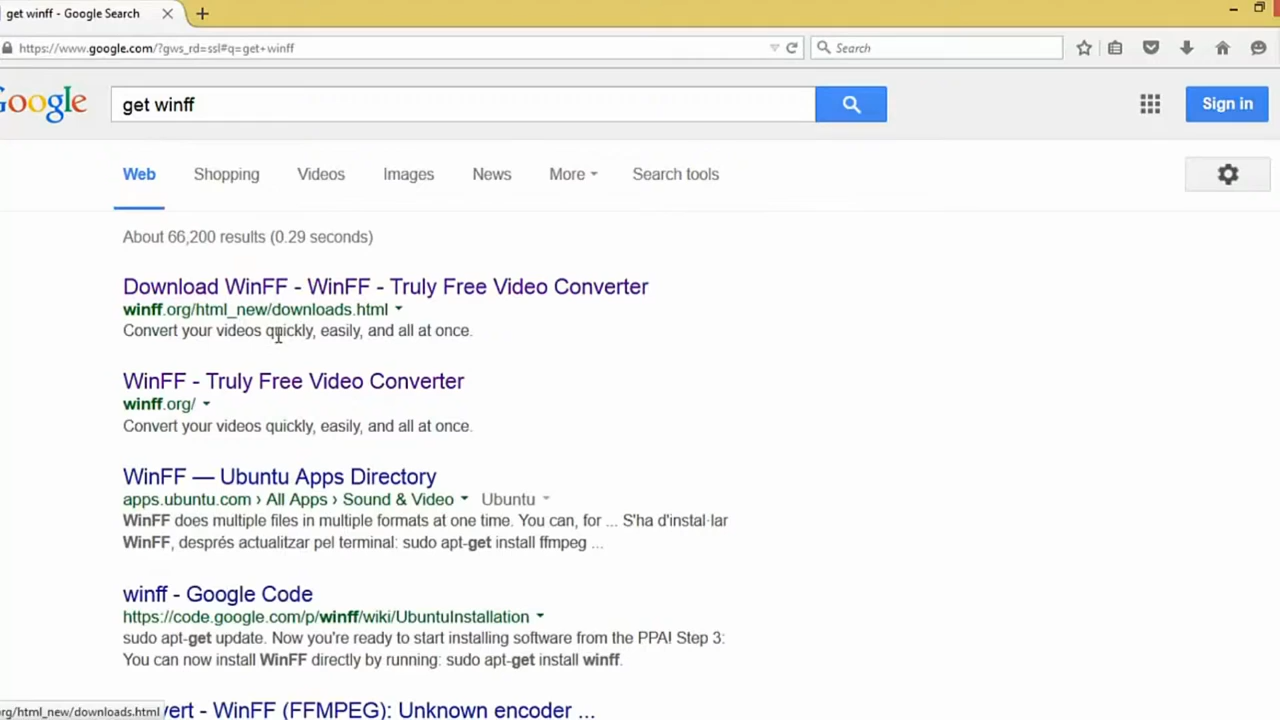 get winff - Google Search
https://www.google.com/?gws_rd=ssl#q=get+winff
Search
Google
get winff
Sign in
Web Shopping Videos Images News More Search tools
About 66,200 results (0.29 seconds)
Download WinFF - WinFF - Truly Free Video Converter
winff.org/html_new/downloads.html
Convert your videos quickly, easily, and all at once.
WinFF - Truly Free Video Converter
winff.org/
Convert your videos quickly, easily, and all at once.
WinFF — Ubuntu Apps Directory
apps.ubuntu.com › All Apps › Sound & Video Ubuntu
WinFF does multiple files in multiple formats at one time. You can, for ... S'ha d'instal·lar
WinFF, després actualitzar pel terminal: sudo apt-get install ffmpeg ...
winff - Google Code
https://code.google.com/p/winff/wiki/UbuntuInstallation
sudo apt-get update. Now you're ready to start installing software from the PPA! Step 3:
You can now install WinFF directly by running: sudo apt-get install winff.
vert - WinFF (FFMPEG): Unknown encoder ...
org/html_new/downloads.html